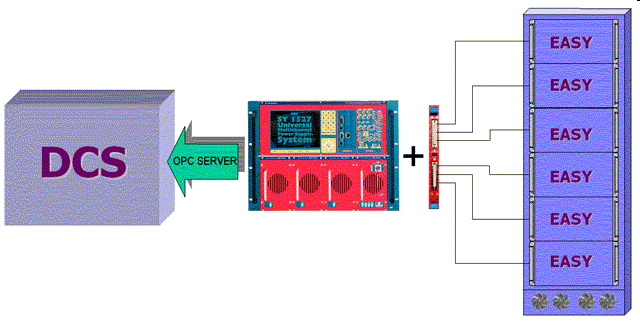 DCS
OPC SERVER
SY 1527
Universal
Multichannel
Power Supply
System
+
EASY
EASY
EASY
EASY
EASY
EASY